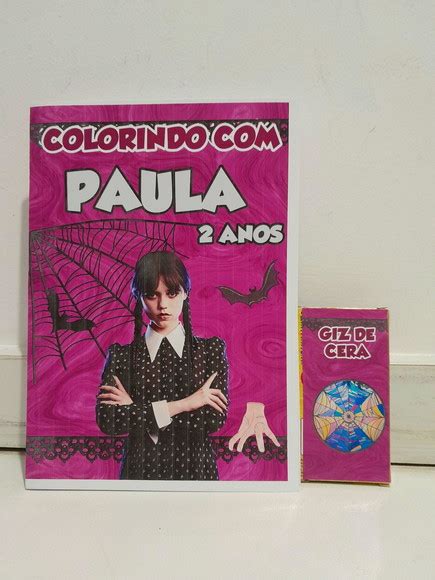 COLORINDO COM
PAULA
2 ANOS
GIZ DE
CERA